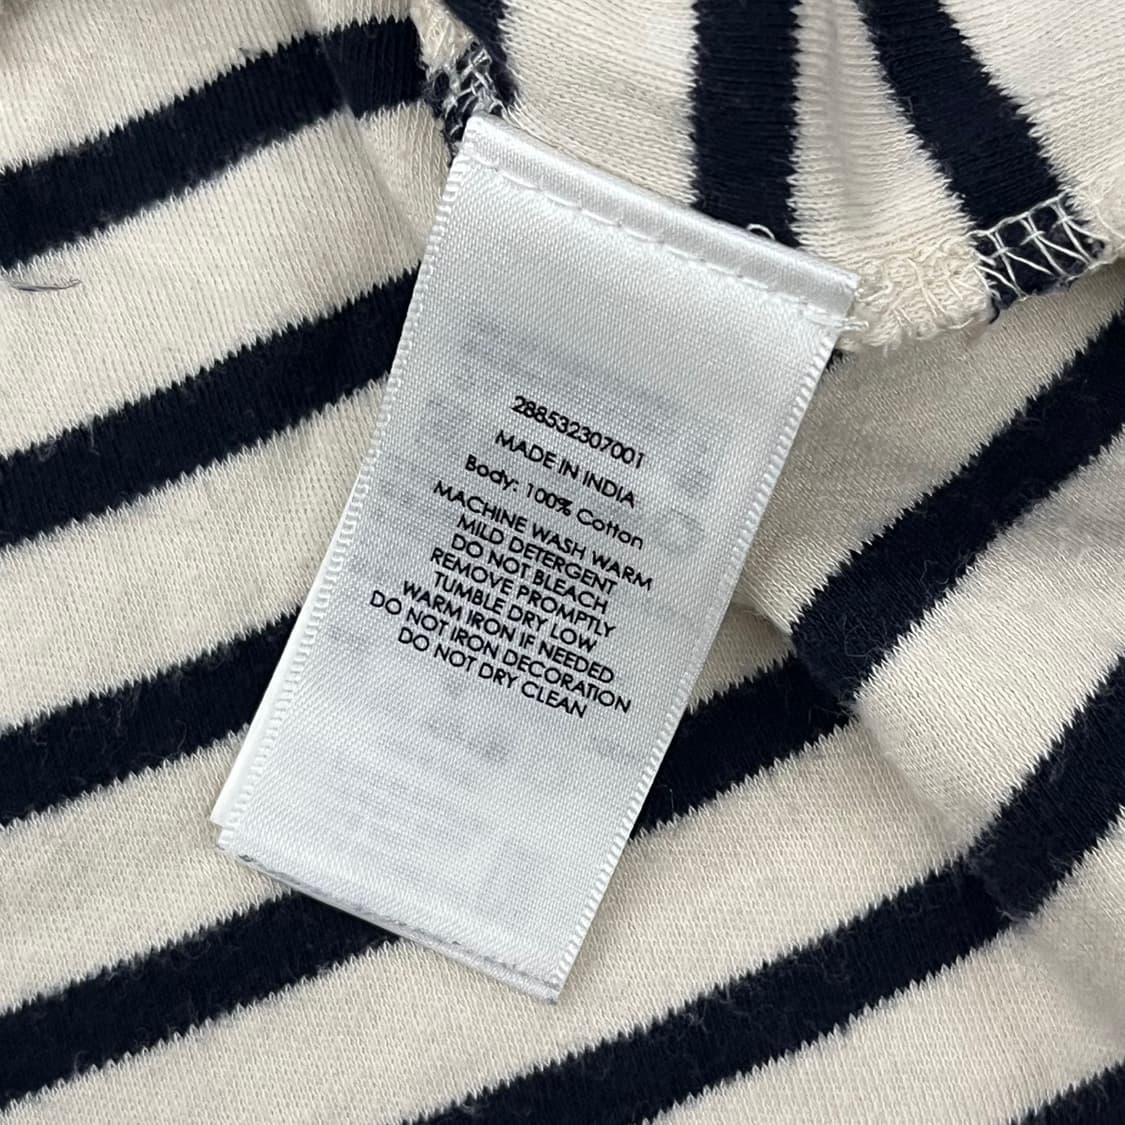 288532307001
MADE IN INDIA
Body: 100% Cotton
MACHINE WASH WARM
MILD DETERGENT
DO NOT BLEACH
REMOVE PROMPTLY
TUMBLE DRY LOW
WARM IRON IF NEEDED
DO NOT IRON DECORATION
DO NOT DRY CLEAN